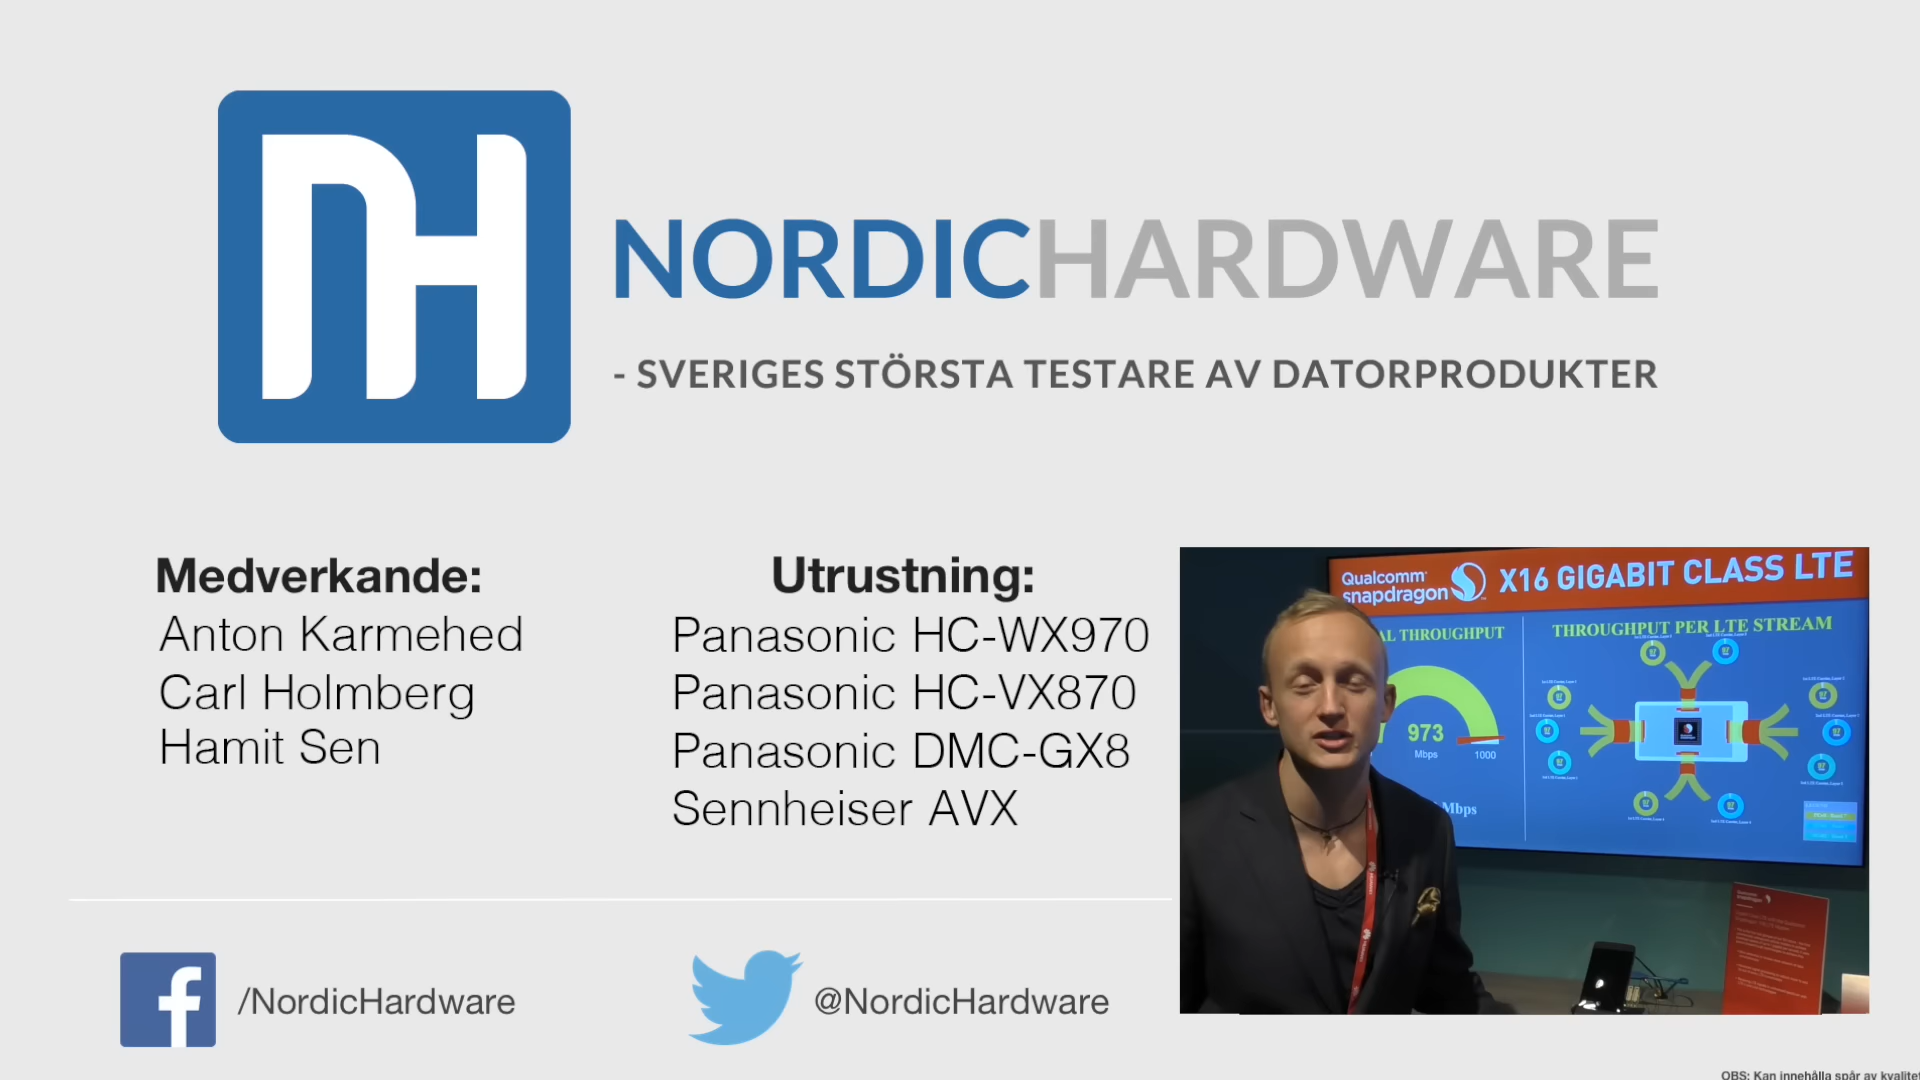 NORDICHARDWARE
- SVERIGES STÖRSTA TESTARE AV DATORPRODUKTER
Medverkande:
Anton Karmehed
Carl Holmberg
Hamit Sen
Utrustning:
Panasonic HC-WX970
Panasonic HC-VX870
Panasonic DMC-GX8
Sennheiser AVX
Qualcomm
snapdragon
X16 GIGABIT CLASS LTE
THROUGHPUT
THROUGHPUT PER LTE STREAM
973
Mbps
1000
Mbps
/NordicHardware
@NordicHardware
OBS: Kan innehålla spår av kvalitet